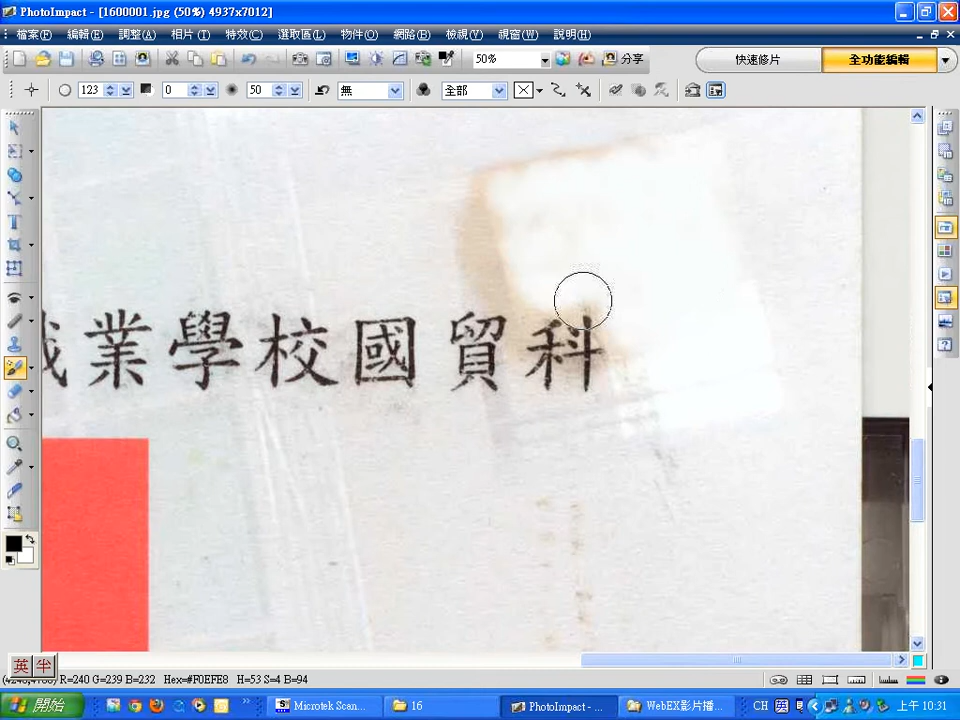 PhotoImpact - [1600001.jpg (50%) 4937x7012]
檔案(F) 編輯(E) 調整(A) 相片(I) 特效(C) 選取區(L) 物件(O) 網路(B) 檢視(V) 視窗(W) 說明(H)
50% 分享 快速修片 全功能編輯
123 0 50 無 全部
職業學校國貿科
英 半
R=240 G=239 B=232 Hex=#F0EFE8 H=53 S=4 B=94
開始 Microtek Scan... 16 PhotoImpact - ... WebEX影片播... CH 英 上午 10:31